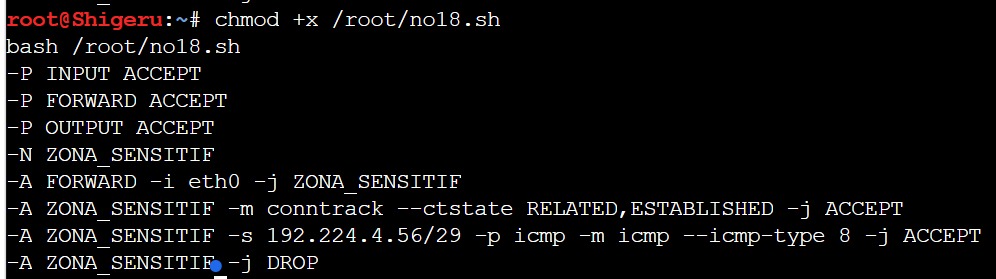 root@Shigeru:~# chmod +x /root/no18.sh
bash /root/no18.sh
-P INPUT ACCEPT
-P FORWARD ACCEPT
-P OUTPUT ACCEPT
-N ZONA_SENSITIF
-A FORWARD -i eth0 -j ZONA_SENSITIF
-A ZONA_SENSITIF -m conntrack --ctstate RELATED,ESTABLISHED -j ACCEPT
-A ZONA_SENSITIF -s 192.224.4.56/29 -p icmp -m icmp --icmp-type 8 -j ACCEPT
-A ZONA_SENSITIF -j DROP